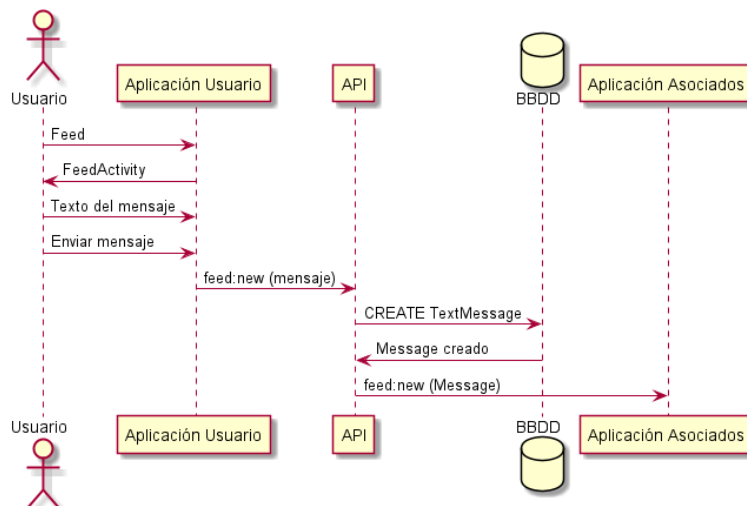 Usuario
Aplicación Usuario
API
BBDD
Aplicación Asociados
Feed
FeedActivity
Texto del mensaje
Enviar mensaje
feed:new (mensaje)
CREATE TextMessage
Message creado
feed:new (Message)
Usuario
Aplicación Usuario
API
BBDD
Aplicación Asociados